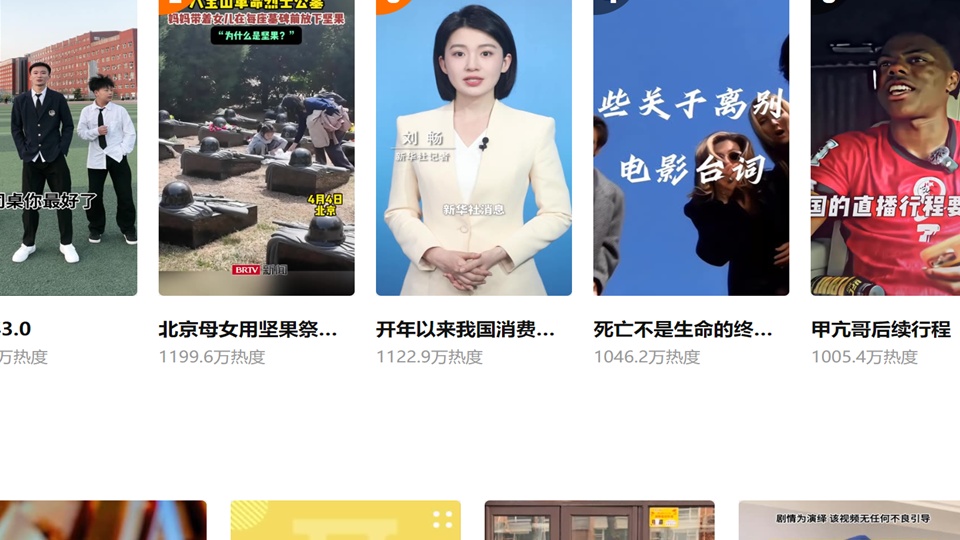 八宝山革命烈士公墓
妈妈带着女儿在每座墓碑前放下坚果
“为什么是坚果？”
桌你最好了
4月4日
北京
BRTV 新闻
刘 畅
新华社记者
新华社消息
些关于离别
电影台词
国的直播行程要
3.0
万热度
北京母女用坚果祭...
1199.6万热度
开年以来我国消费...
1122.9万热度
死亡不是生命的终...
1046.2万热度
甲亢哥后续行程
1005.4万热度
剧情为演绎 该视频无任何不良引导